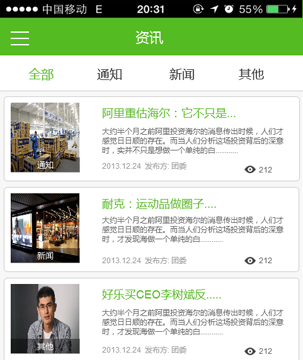 中国移动 E 20:31 55%
资讯
全部 通知 新闻 其他
阿里重估海尔：它不只是...
大约半个月之前阿里投资海尔的消息传出时候，人们才
感觉日日顺的存在。而当人们分析这场投资背后的深意
时，实并不只是想做一个单纯的白...........
通知
2013.12.24 发布方: 团委 212
耐克：运动品做圈子....
大约半个月之前阿里投资海尔的消息传出时候，人们才
感觉日日顺的存在。而当人们分析这场投资背后的深意
时，才发现海做一个单纯的白...........
新闻
2013.12.24 发布方: 团委 212
好乐买CEO李树斌反.....
大约半个月之前阿里投资海尔的消息传出时候，人们才
感觉日日顺的存在。而当人们分析这场投资背后的深意
时，才发现海做一个单纯的白...........
其他
2013.12.24 发布方: 团委 212